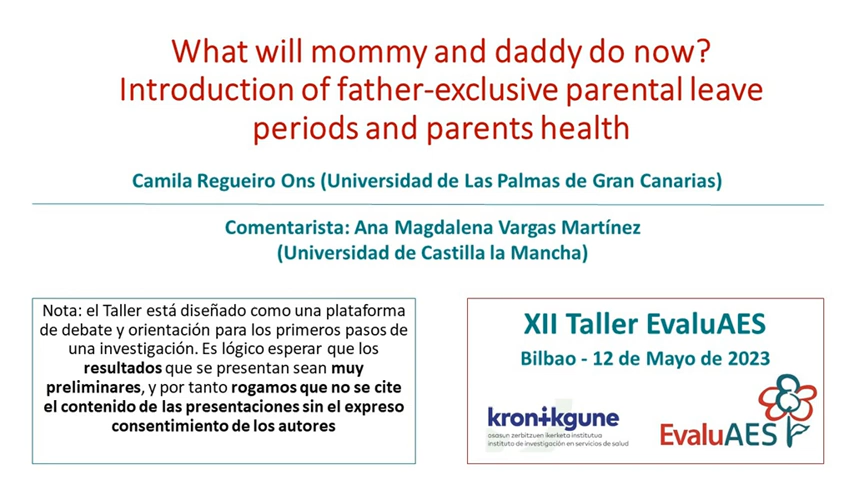 What will mommy and daddy do now?
Introduction of father-exclusive parental leave
periods and parents health
Camila Regueiro Ons (Universidad de Las Palmas de Gran Canarias)
Comentarista: Ana Magdalena Vargas Martínez
(Universidad de Castilla la Mancha)
Nota: el Taller está diseñado como una plataforma
de debate y orientación para los primeros pasos de
una investigación. Es lógico esperar que los
resultados que se presentan sean muy
preliminares, y por tanto rogamos que no se cite
el contenido de las presentaciones sin el expreso
consentimiento de los autores
XII Taller EvaluAES
Bilbao - 12 de Mayo de 2023
kronikgune
osasun zerbitzuen ikerketa institutua
instituto de investigación en servicios de salud
EvaluAES